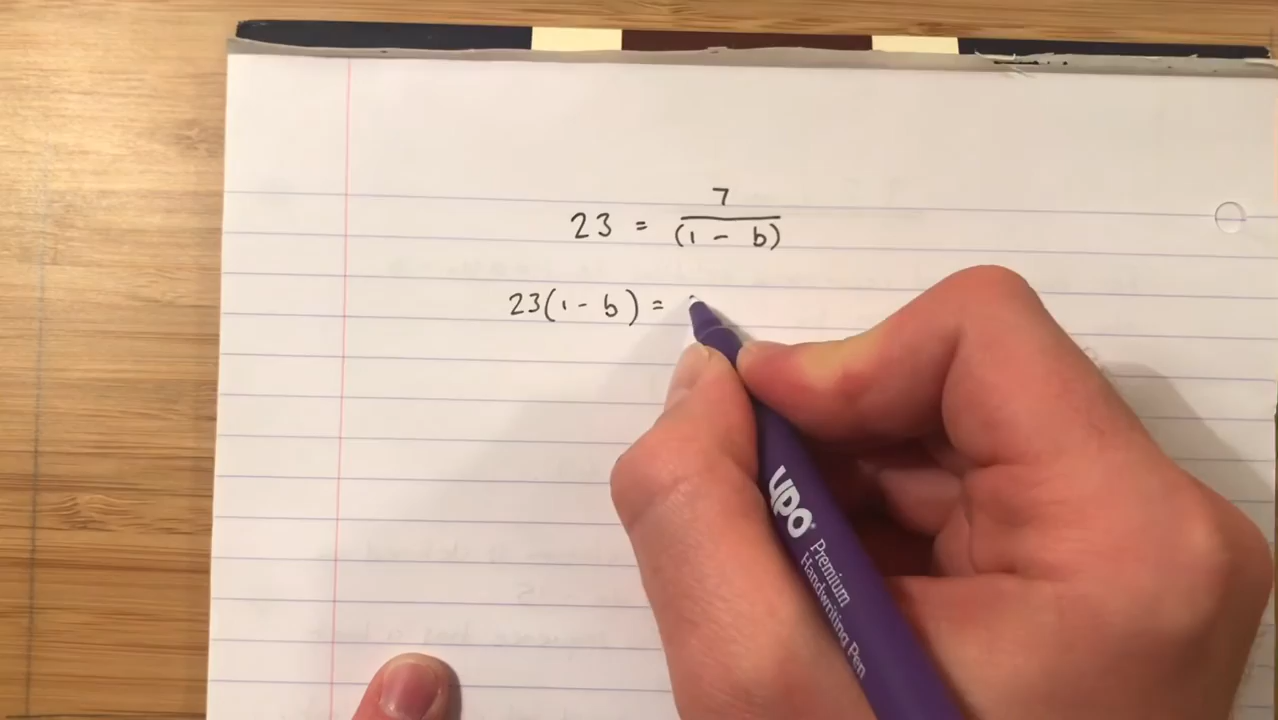 23 = 7/(1 - b)
23(1 - b) =
UPO® Premium Handwriting Pen